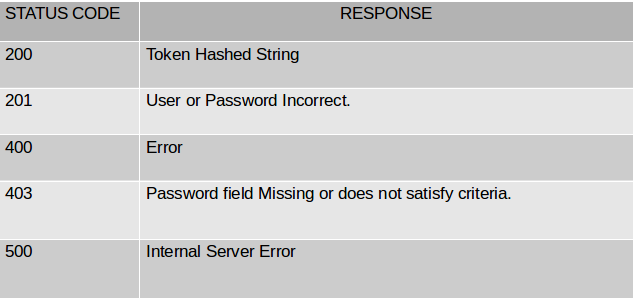 STATUS CODE RESPONSE
200 Token Hashed String
201 User or Password Incorrect.
400 Error
403 Password field Missing or does not satisfy criteria.
500 Internal Server Error